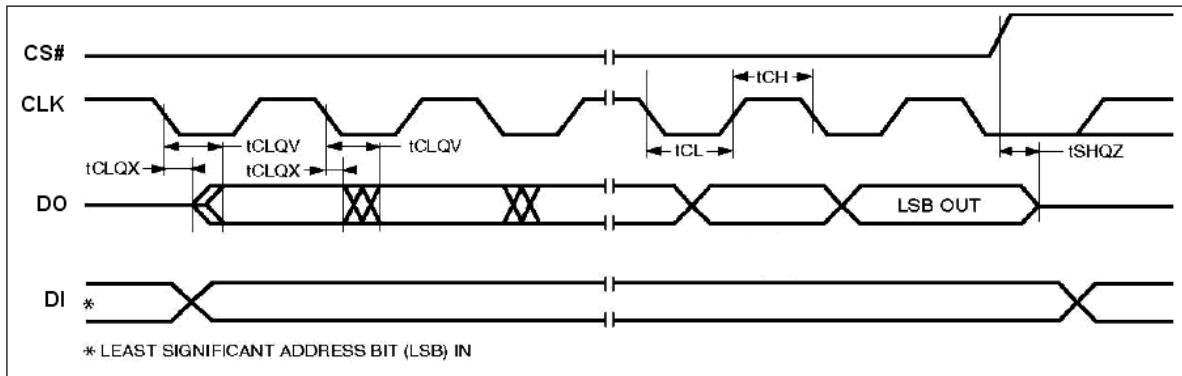 CS#
CLK
tCH
tCLQV
tCLQV
tCL
tSHQZ
tCLQX
tCLQX
DO
LSB OUT
DI
*
* LEAST SIGNIFICANT ADDRESS BIT (LSB) IN